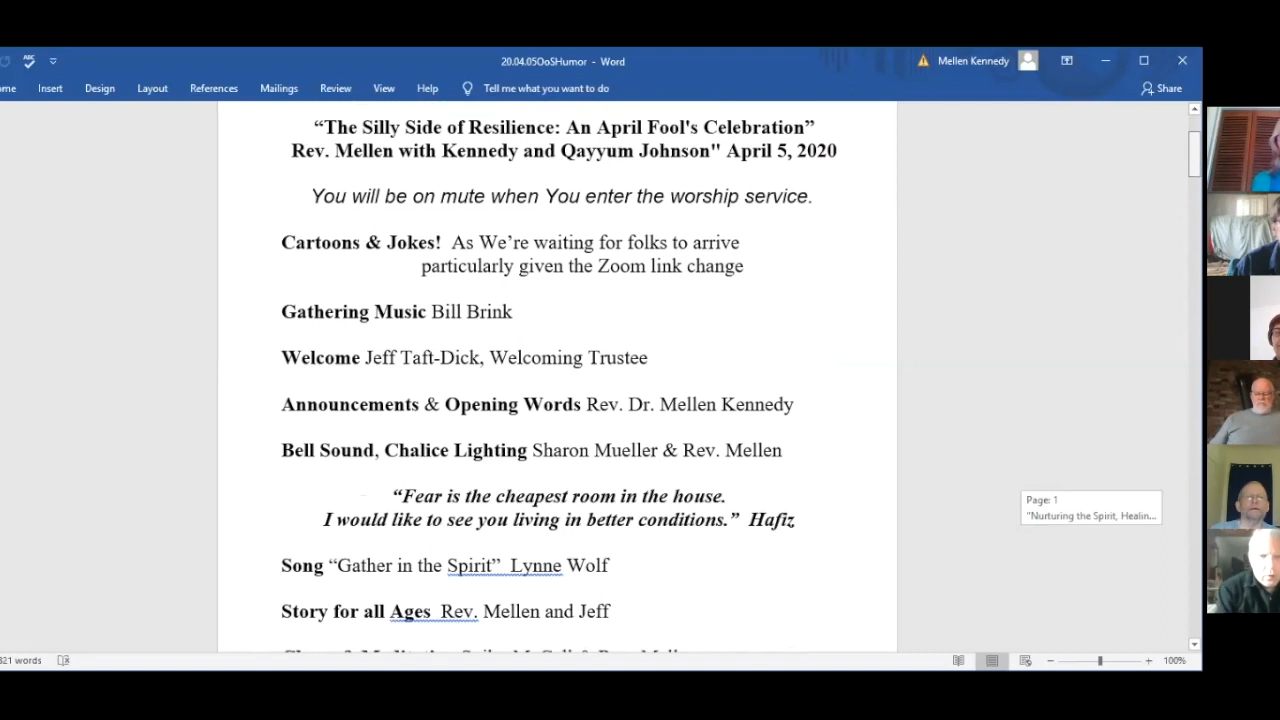 20.04.05OoSHumor - Word
Mellen Kennedy
Insert Design Layout References Mailings Review View Help Tell me what you want to do Share
“The Silly Side of Resilience: An April Fool's Celebration”
Rev. Mellen with Kennedy and Qayyum Johnson" April 5, 2020
You will be on mute when You enter the worship service.
Cartoons & Jokes! As We’re waiting for folks to arrive
particularly given the Zoom link change
Gathering Music Bill Brink
Welcome Jeff Taft-Dick, Welcoming Trustee
Announcements & Opening Words Rev. Dr. Mellen Kennedy
Bell Sound, Chalice Lighting Sharon Mueller & Rev. Mellen
“Fear is the cheapest room in the house.
I would like to see you living in better conditions.” Hafiz
Page: 1
"Nurturing the Spirit, Healin...
Song “Gather in the Spirit” Lynne Wolf
Story for all Ages Rev. Mellen and Jeff
321 words
100%